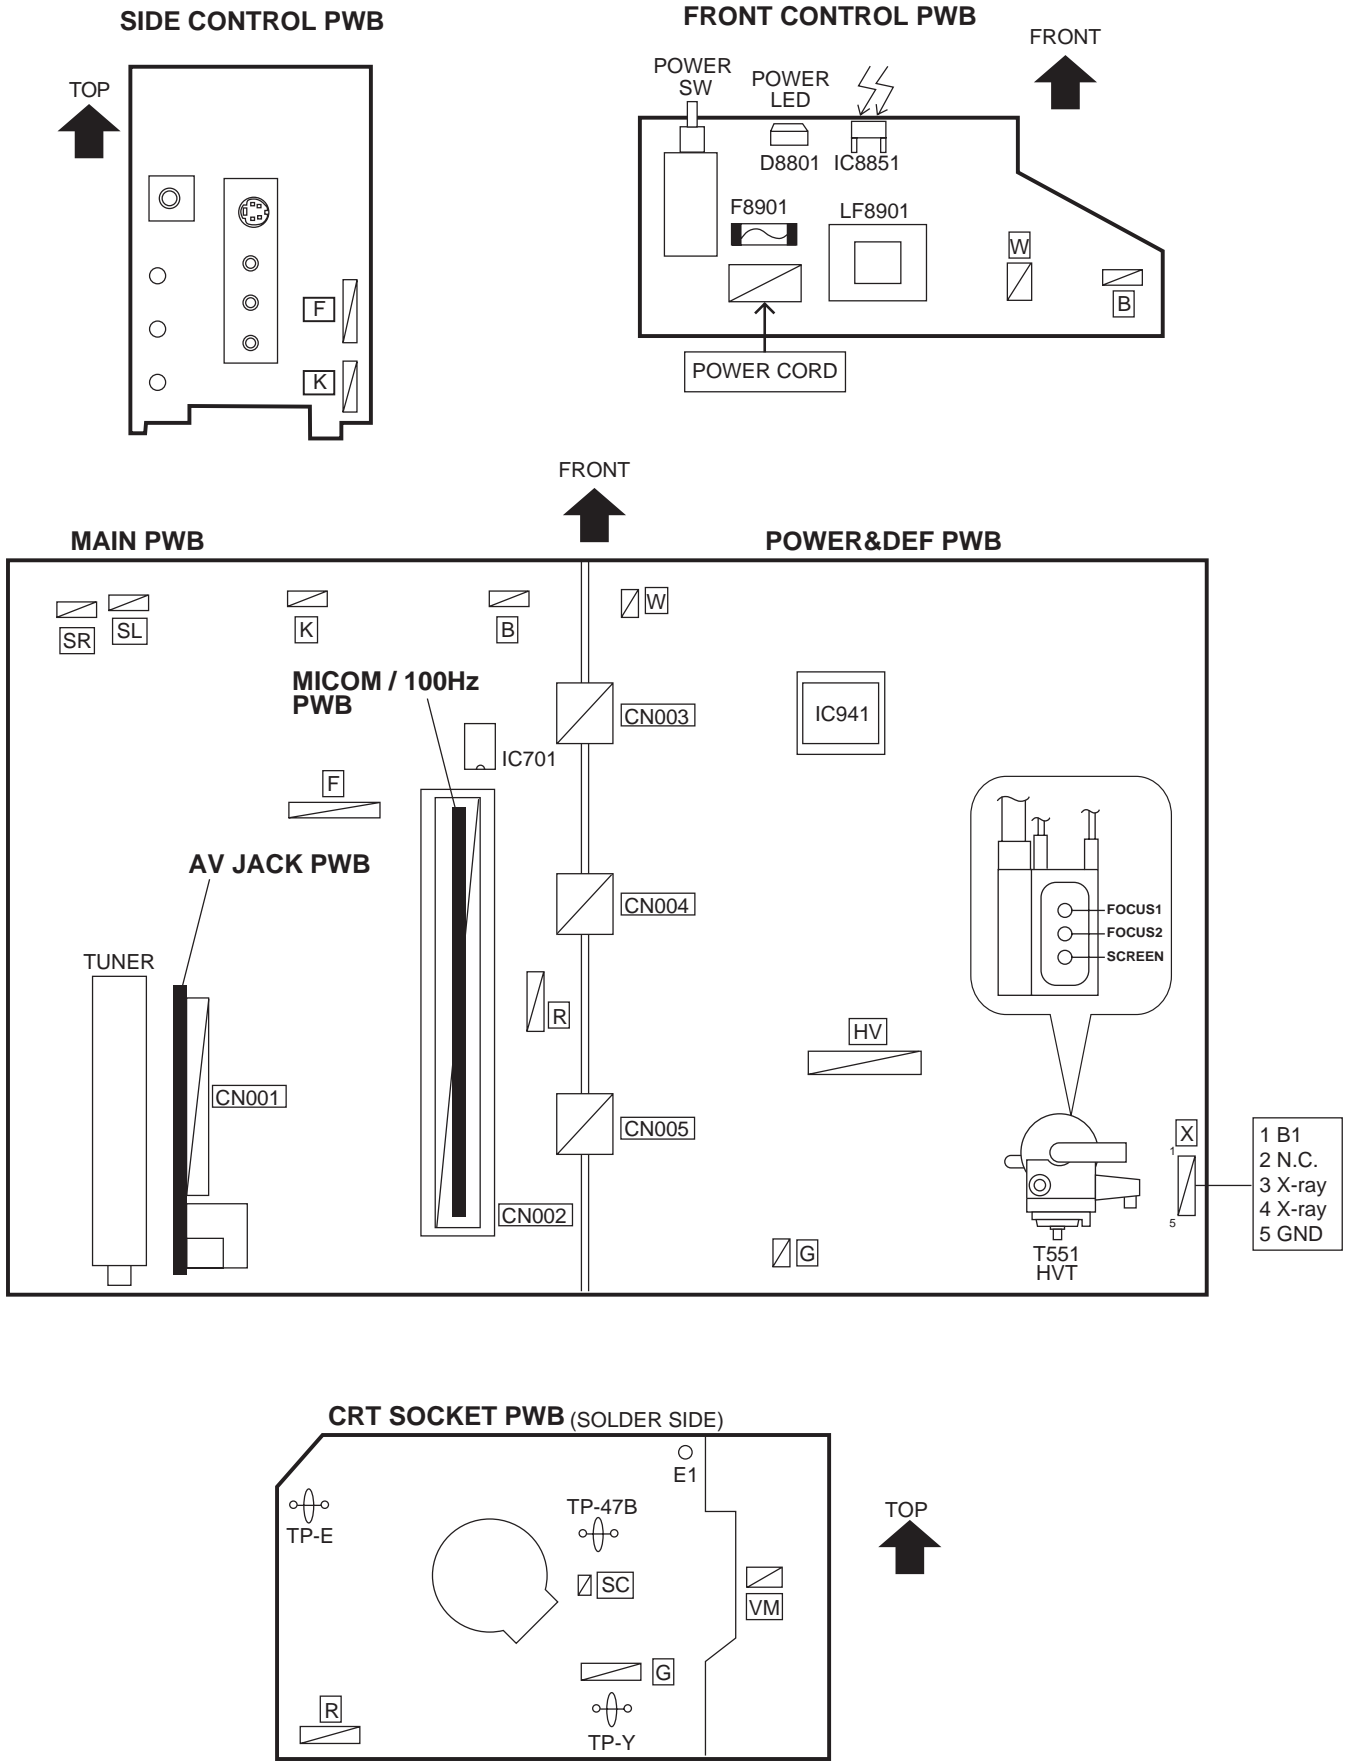 SIDE CONTROL PWB
TOP
F
K
FRONT CONTROL PWB
FRONT
POWER
SW
POWER
LED
D8801
IC8851
F8901
LF8901
W
B
POWER CORD
FRONT
MAIN PWB
POWER&DEF PWB
SR
SL
K
B
W
MICOM / 100Hz
PWB
CN003
IC941
IC701
F
AV JACK PWB
CN004
FOCUS1
FOCUS2
SCREEN
TUNER
R
HV
CN001
CN005
X
1
5
1 B1
2 N.C.
3 X-ray
4 X-ray
5 GND
CN002
G
T551
HVT
CRT SOCKET PWB (SOLDER SIDE)
E1
TP-E
TP-47B
TOP
SC
VM
G
R
TP-Y